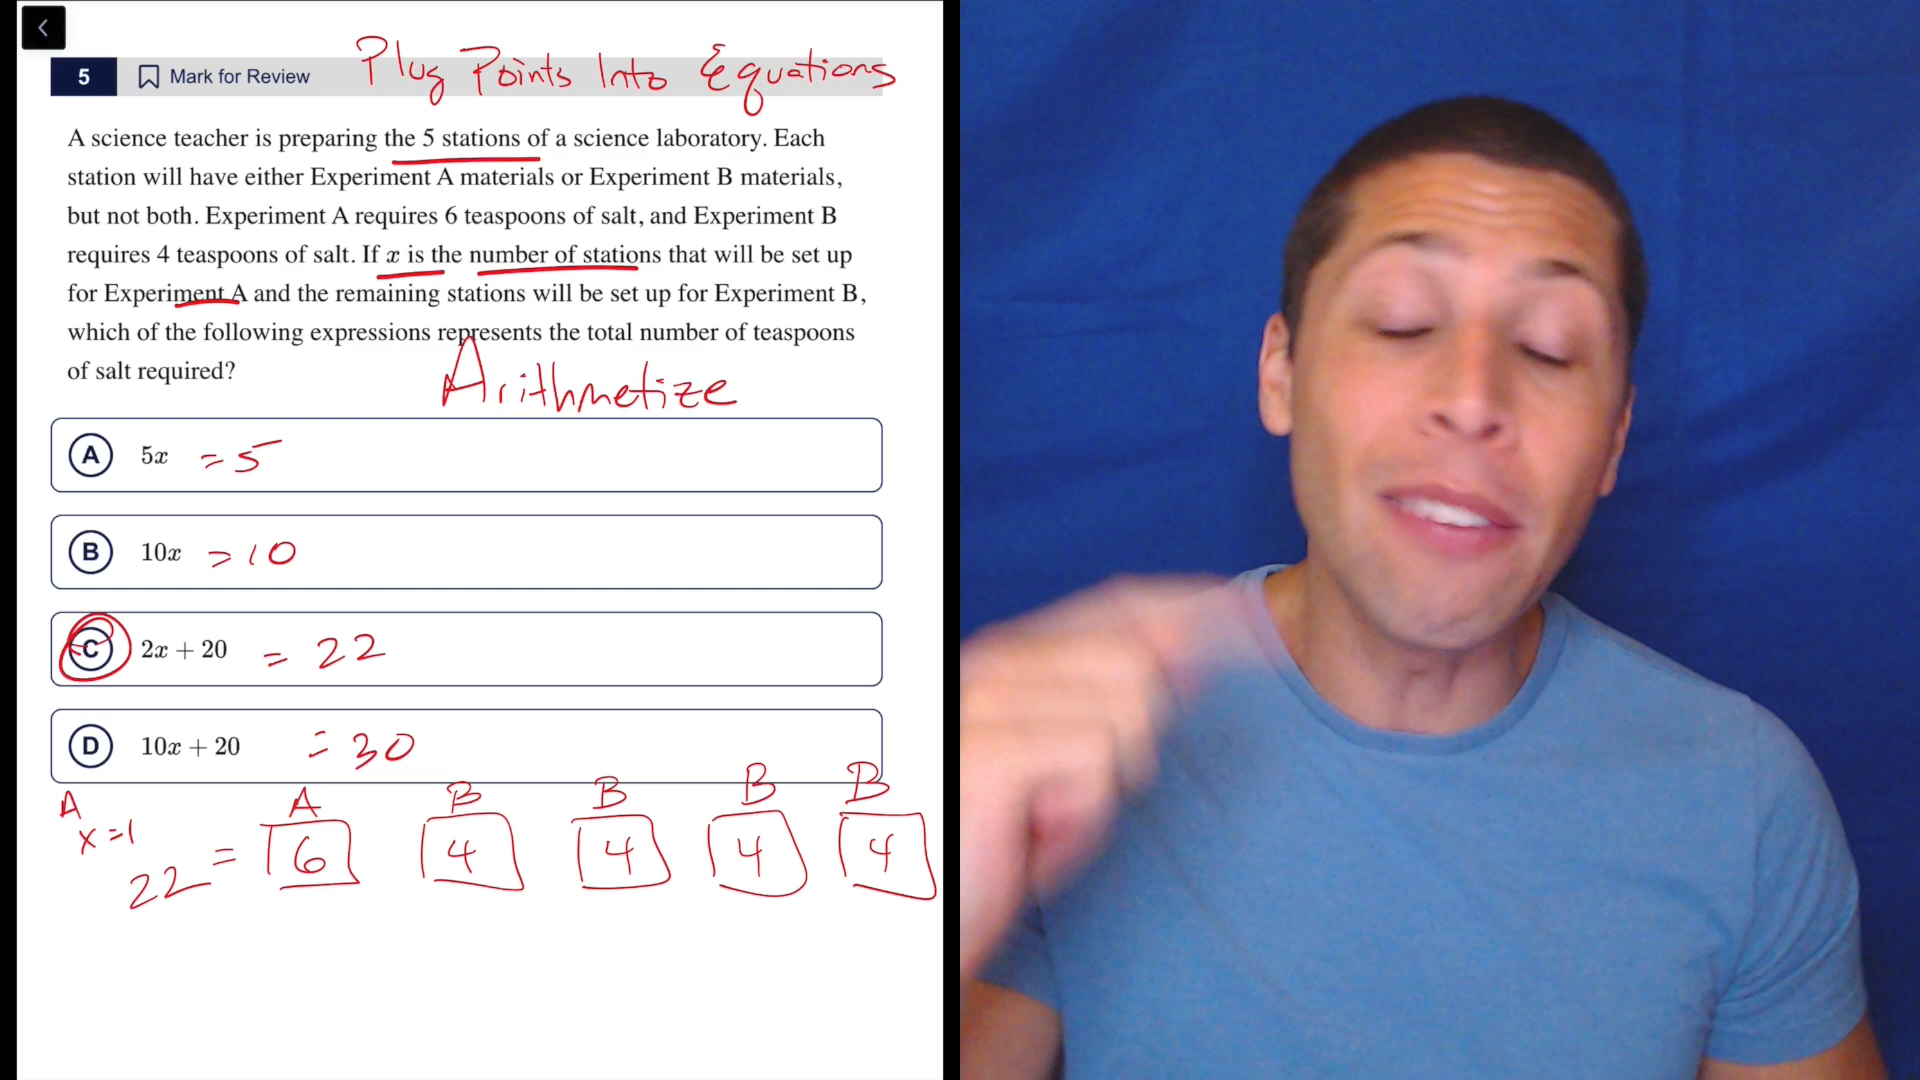 5 Mark for Review Plug Points Into Equations
A science teacher is preparing the 5 stations of a science laboratory. Each
station will have either Experiment A materials or Experiment B materials,
but not both. Experiment A requires 6 teaspoons of salt, and Experiment B
requires 4 teaspoons of salt. If x is the number of stations that will be set up
for Experiment A and the remaining stations will be set up for Experiment B,
which of the following expressions represents the total number of teaspoons
of salt required?
Arithmetize
A 5x = 5
B 10x = 10
C 2x + 20 = 22
D 10x + 20 = 30
A A B B B B
x = 1
22 = 6 4 4 4 4